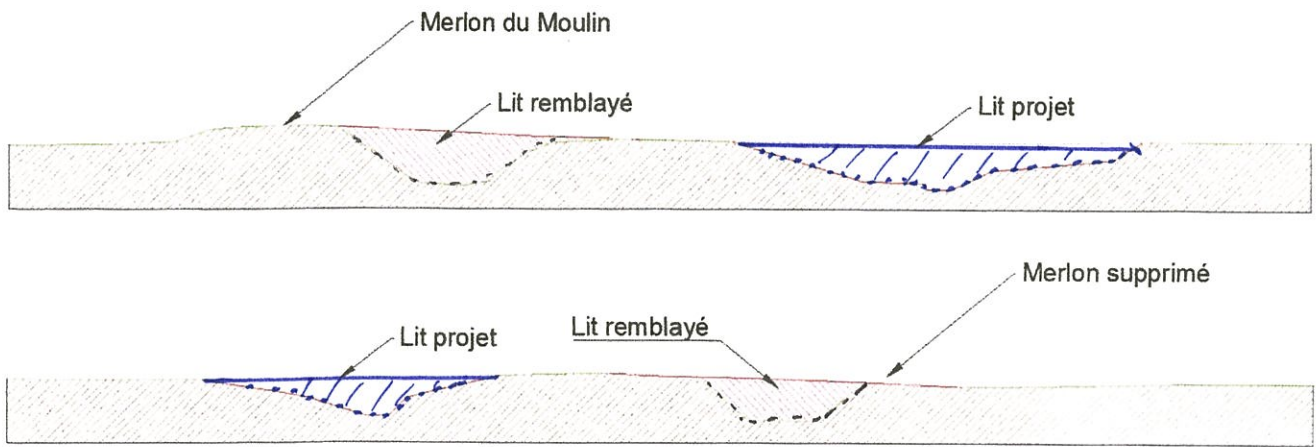 Merlon du Moulin
Lit remblayé
Lit projet
Merlon supprimé
Lit projet
Lit remblayé